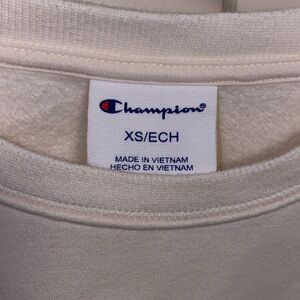 Champion®
XS/ECH
MADE IN VIETNAM
HECHO EN VIETNAM